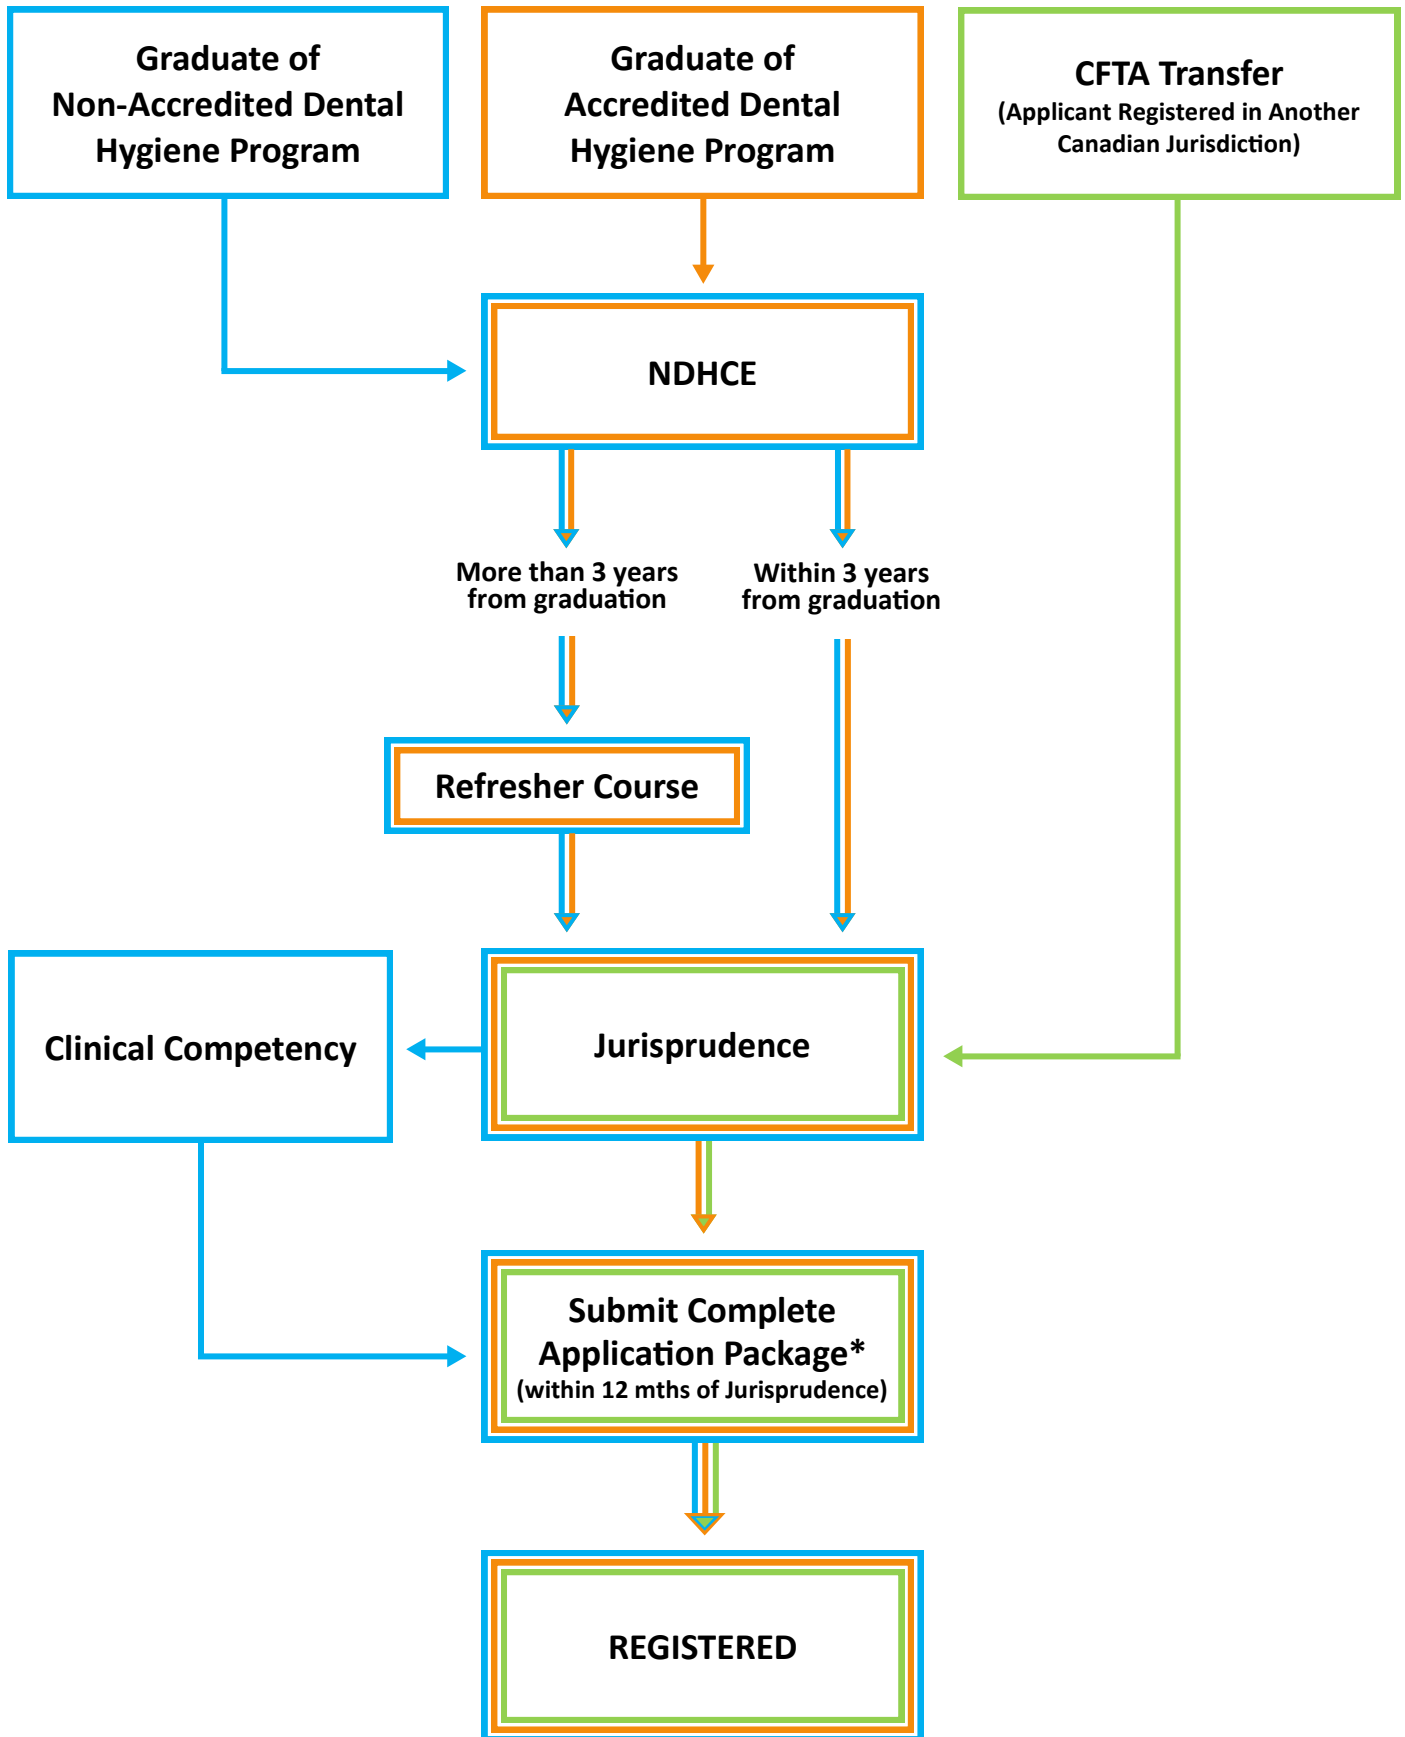 Graduate of
Non-Accredited Dental
Hygiene Program
Graduate of
Accredited Dental
Hygiene Program
CFTA Transfer
(Applicant Registered in Another
Canadian Jurisdiction)
NDHCE
More than 3 years
from graduation
Within 3 years
from graduation
Refresher Course
Clinical Competency
Jurisprudence
Submit Complete
Application Package*
(within 12 mths of Jurisprudence)
REGISTERED